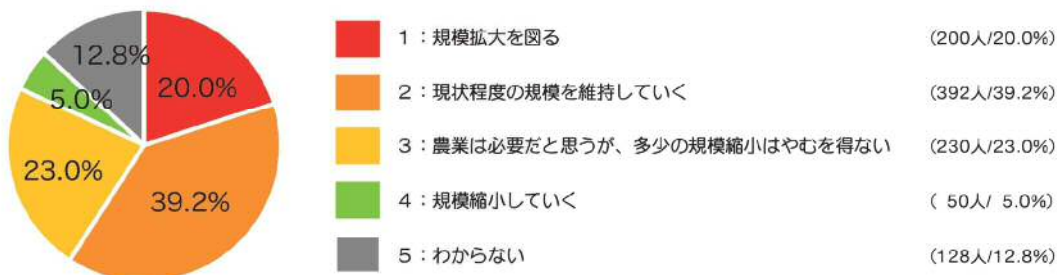 12.8%
20.0%
5.0%
23.0%
39.2%
1：規模拡大を図る (200人/20.0%)
2：現状程度の規模を維持していく (392人/39.2%)
3：農業は必要だと思うが、多少の規模縮小はやむを得ない (230人/23.0%)
4：規模縮小していく ( 50人/ 5.0%)
5：わからない (128人/12.8%)